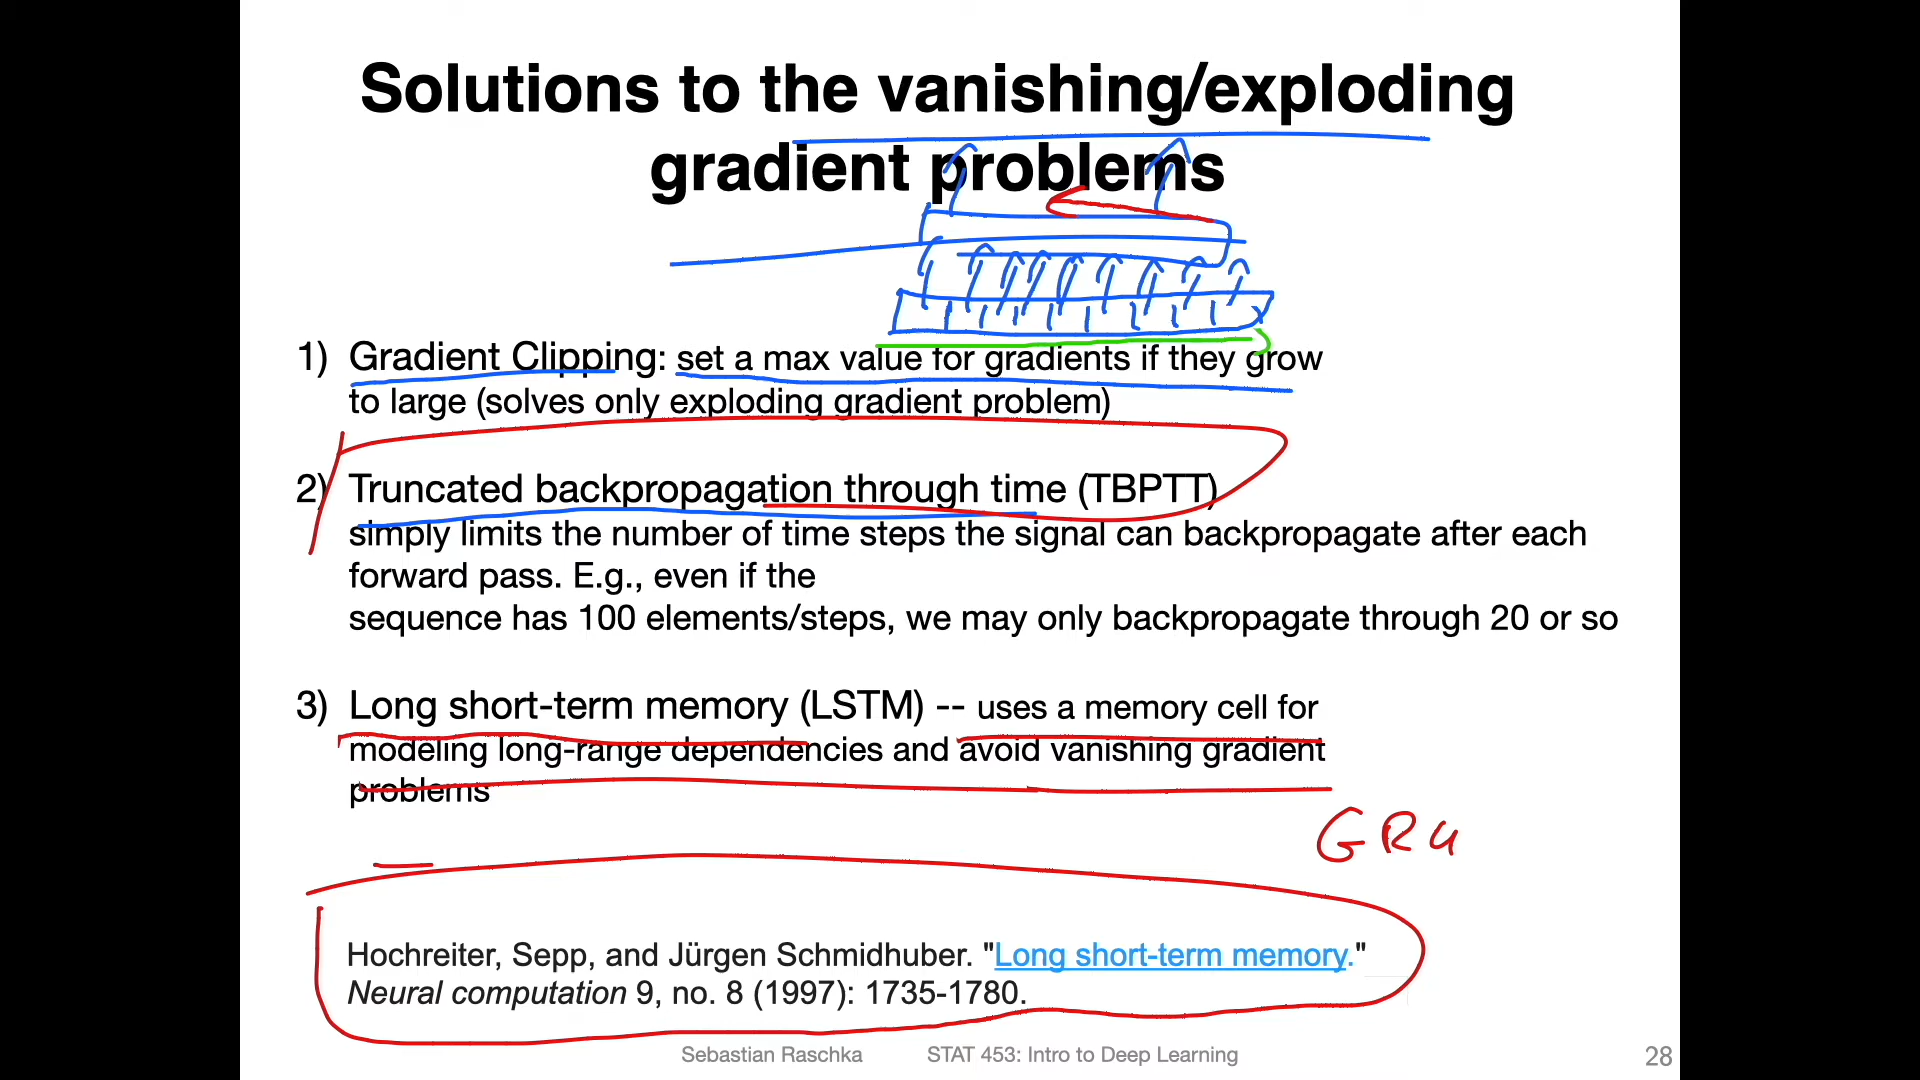 Solutions to the vanishing/exploding
gradient problems
1) Gradient Clipping: set a max value for gradients if they grow
to large (solves only exploding gradient problem)
2) Truncated backpropagation through time (TBPTT)
simply limits the number of time steps the signal can backpropagate after each
forward pass. E.g., even if the
sequence has 100 elements/steps, we may only backpropagate through 20 or so
3) Long short-term memory (LSTM) -- uses a memory cell for
modeling long-range dependencies and avoid vanishing gradient
problems
GRU
Hochreiter, Sepp, and Jürgen Schmidhuber. "Long short-term memory."
Neural computation 9, no. 8 (1997): 1735-1780.
Sebastian Raschka STAT 453: Intro to Deep Learning 28